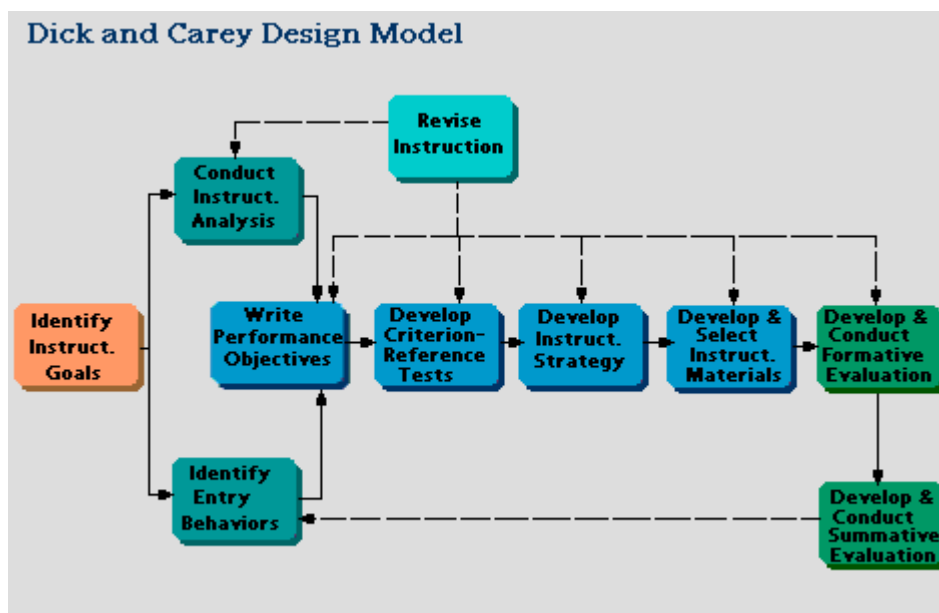 Dick and Carey Design Model
Revise
Instruction
Conduct
Instruct.
Analysis
Identify
Instruct.
Goals
Write
Performance
Objectives
Develop
Criterion-
Reference
Tests
Develop
Instruct.
Strategy
Develop &
Select
Instruct.
Materials
Develop &
Conduct
Formative
Evaluation
Identify
Entry
Behaviors
Develop &
Conduct
Summative
Evaluation